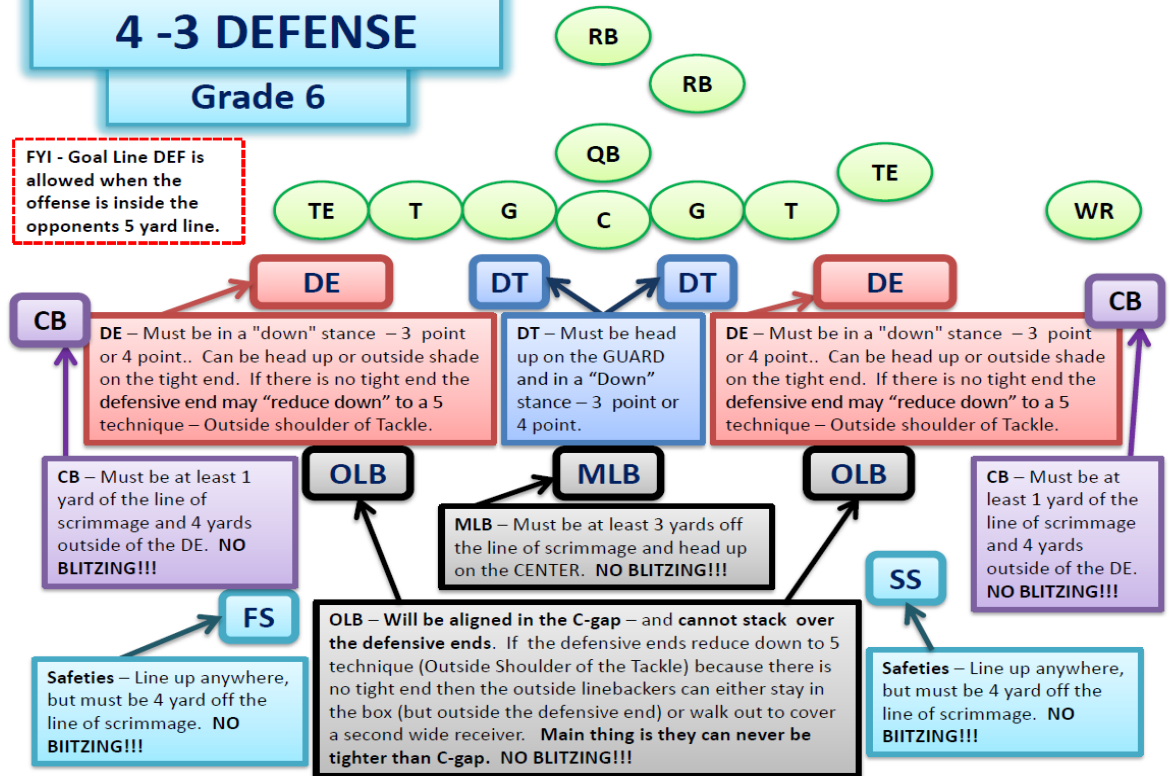 4 -3 DEFENSE
Grade 6
FYI - Goal Line DEF is
allowed when the
offense is inside the
opponents 5 yard line.
RB
RB
QB
TE
TE
T
G
C
G
T
WR
DE
DT
DT
DE
CB
CB
DE – Must be in a "down" stance – 3 point
or 4 point.. Can be head up or outside shade
on the tight end. If there is no tight end the
defensive end may “reduce down” to a 5
technique – Outside shoulder of Tackle.
DT – Must be head
up on the GUARD
and in a “Down”
stance – 3 point or
4 point.
DE – Must be in a "down" stance – 3 point
or 4 point.. Can be head up or outside shade
on the tight end. If there is no tight end the
defensive end may “reduce down” to a 5
technique – Outside shoulder of Tackle.
OLB
MLB
OLB
CB – Must be at least 1
yard of the line of
scrimmage and 4 yards
outside of the DE. NO
BLITZING!!!
MLB – Must be at least 3 yards off
the line of scrimmage and head up
on the CENTER. NO BLITZING!!!
CB – Must be at
least 1 yard of the
line of scrimmage
and 4 yards
outside of the DE.
NO BLITZING!!!
FS
SS
OLB – Will be aligned in the C-gap – and cannot stack over
the defensive ends. If the defensive ends reduce down to 5
technique (Outside Shoulder of the Tackle) because there is
no tight end then the outside linebackers can either stay in
the box (but outside the defensive end) or walk out to cover
a second wide receiver. Main thing is they can never be
tighter than C-gap. NO BLITZING!!!
Safeties – Line up anywhere,
but must be 4 yard off the
line of scrimmage. NO
BIITZING!!!
Safeties – Line up anywhere,
but must be 4 yard off the
line of scrimmage. NO
BIITZING!!!